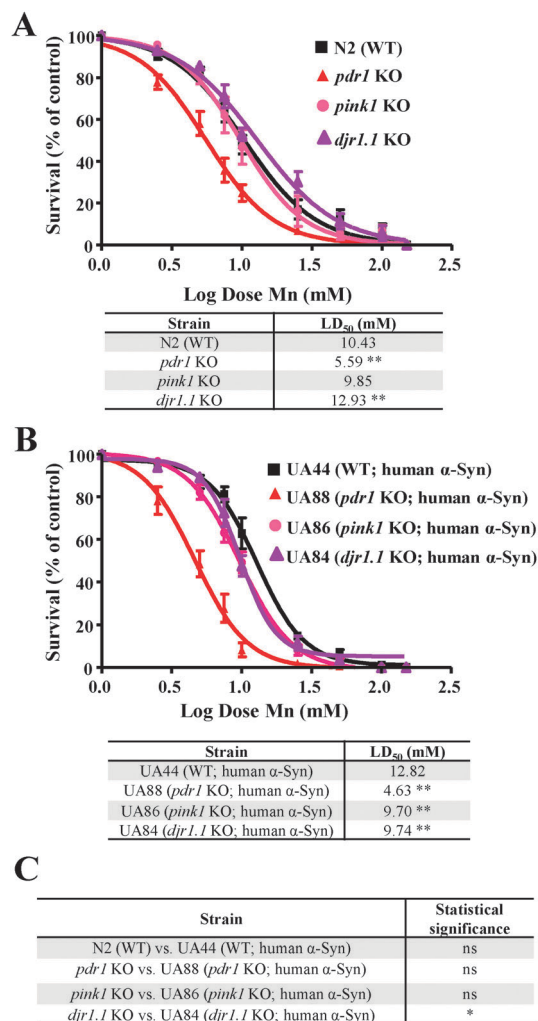 A
Survival (% of control)
100
80
60
40
20
0
0.0 0.5 1.0 1.5 2.0 2.5
Log Dose Mn (mM)
N2 (WT)
pdr1 KO
pink1 KO
djr1.1 KO
Strain LD50 (mM)
N2 (WT) 10.43
pdr1 KO 5.59 **
pink1 KO 9.85
djr1.1 KO 12.93 **
B
Survival (% of control)
100
80
60
40
20
0
0.0 0.5 1.0 1.5 2.0 2.5
Log Dose Mn (mM)
UA44 (WT; human α-Syn)
UA88 (pdr1 KO; human α-Syn)
UA86 (pink1 KO; human α-Syn)
UA84 (djr1.1 KO; human α-Syn)
Strain LD50 (mM)
UA44 (WT; human α-Syn) 12.82
UA88 (pdr1 KO; human α-Syn) 4.63 **
UA86 (pink1 KO; human α-Syn) 9.70 **
UA84 (djr1.1 KO; human α-Syn) 9.74 **
C
Strain Statistical
significance
N2 (WT) vs. UA44 (WT; human α-Syn) ns
pdr1 KO vs. UA88 (pdr1 KO; human α-Syn) ns
pink1 KO vs. UA86 (pink1 KO; human α-Syn) ns
djr1.1 KO vs. UA84 (djr1.1 KO; human α-Syn) *